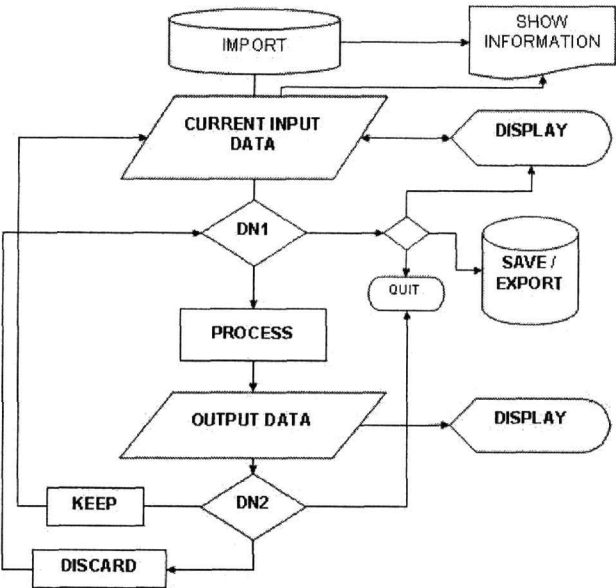 IMPORT
SHOW
INFORMATION
CURRENT INPUT
DATA
DISPLAY
DN1
SAVE /
EXPORT
QUIT
PROCESS
OUTPUT DATA
DISPLAY
KEEP
DN2
DISCARD